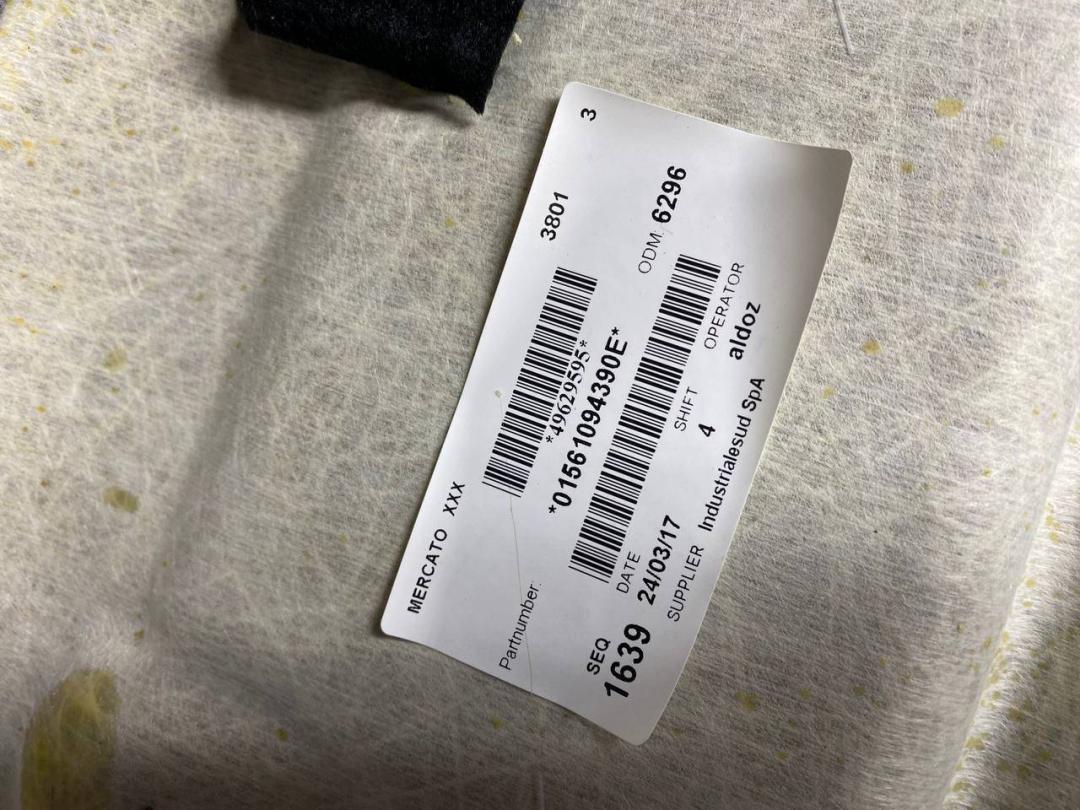 3
MERCATO XXX
3801
*49629595*
Partnumber:
*01561094390E*
ODM: 6296
SEQ DATE SHIFT OPERATOR
1639 24/03/17 4 aldoz
SUPPLIER Industrialesud SpA